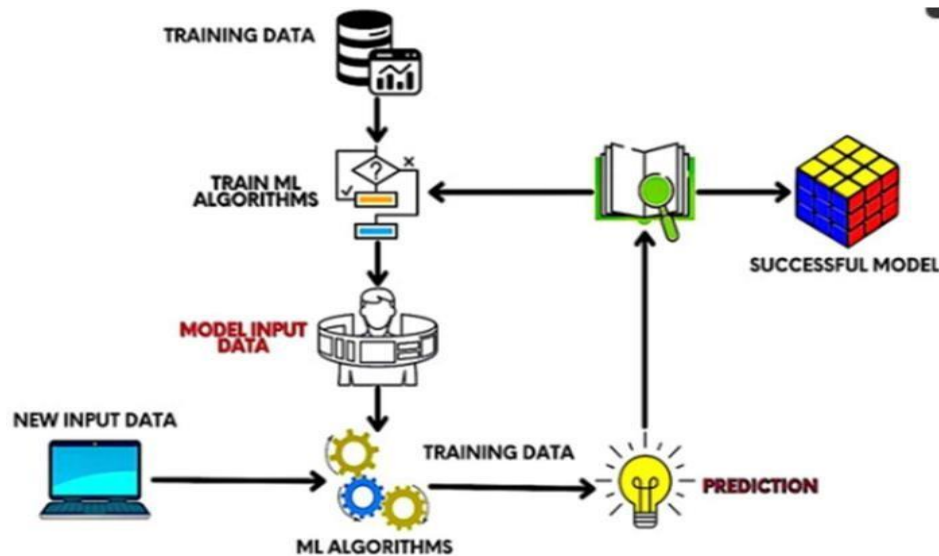 TRAINING DATA
TRAIN ML
ALGORITHMS
?
SUCCESSFUL MODEL
MODEL INPUT
DATA
NEW INPUT DATA
TRAINING DATA
PREDICTION
ML ALGORITHMS